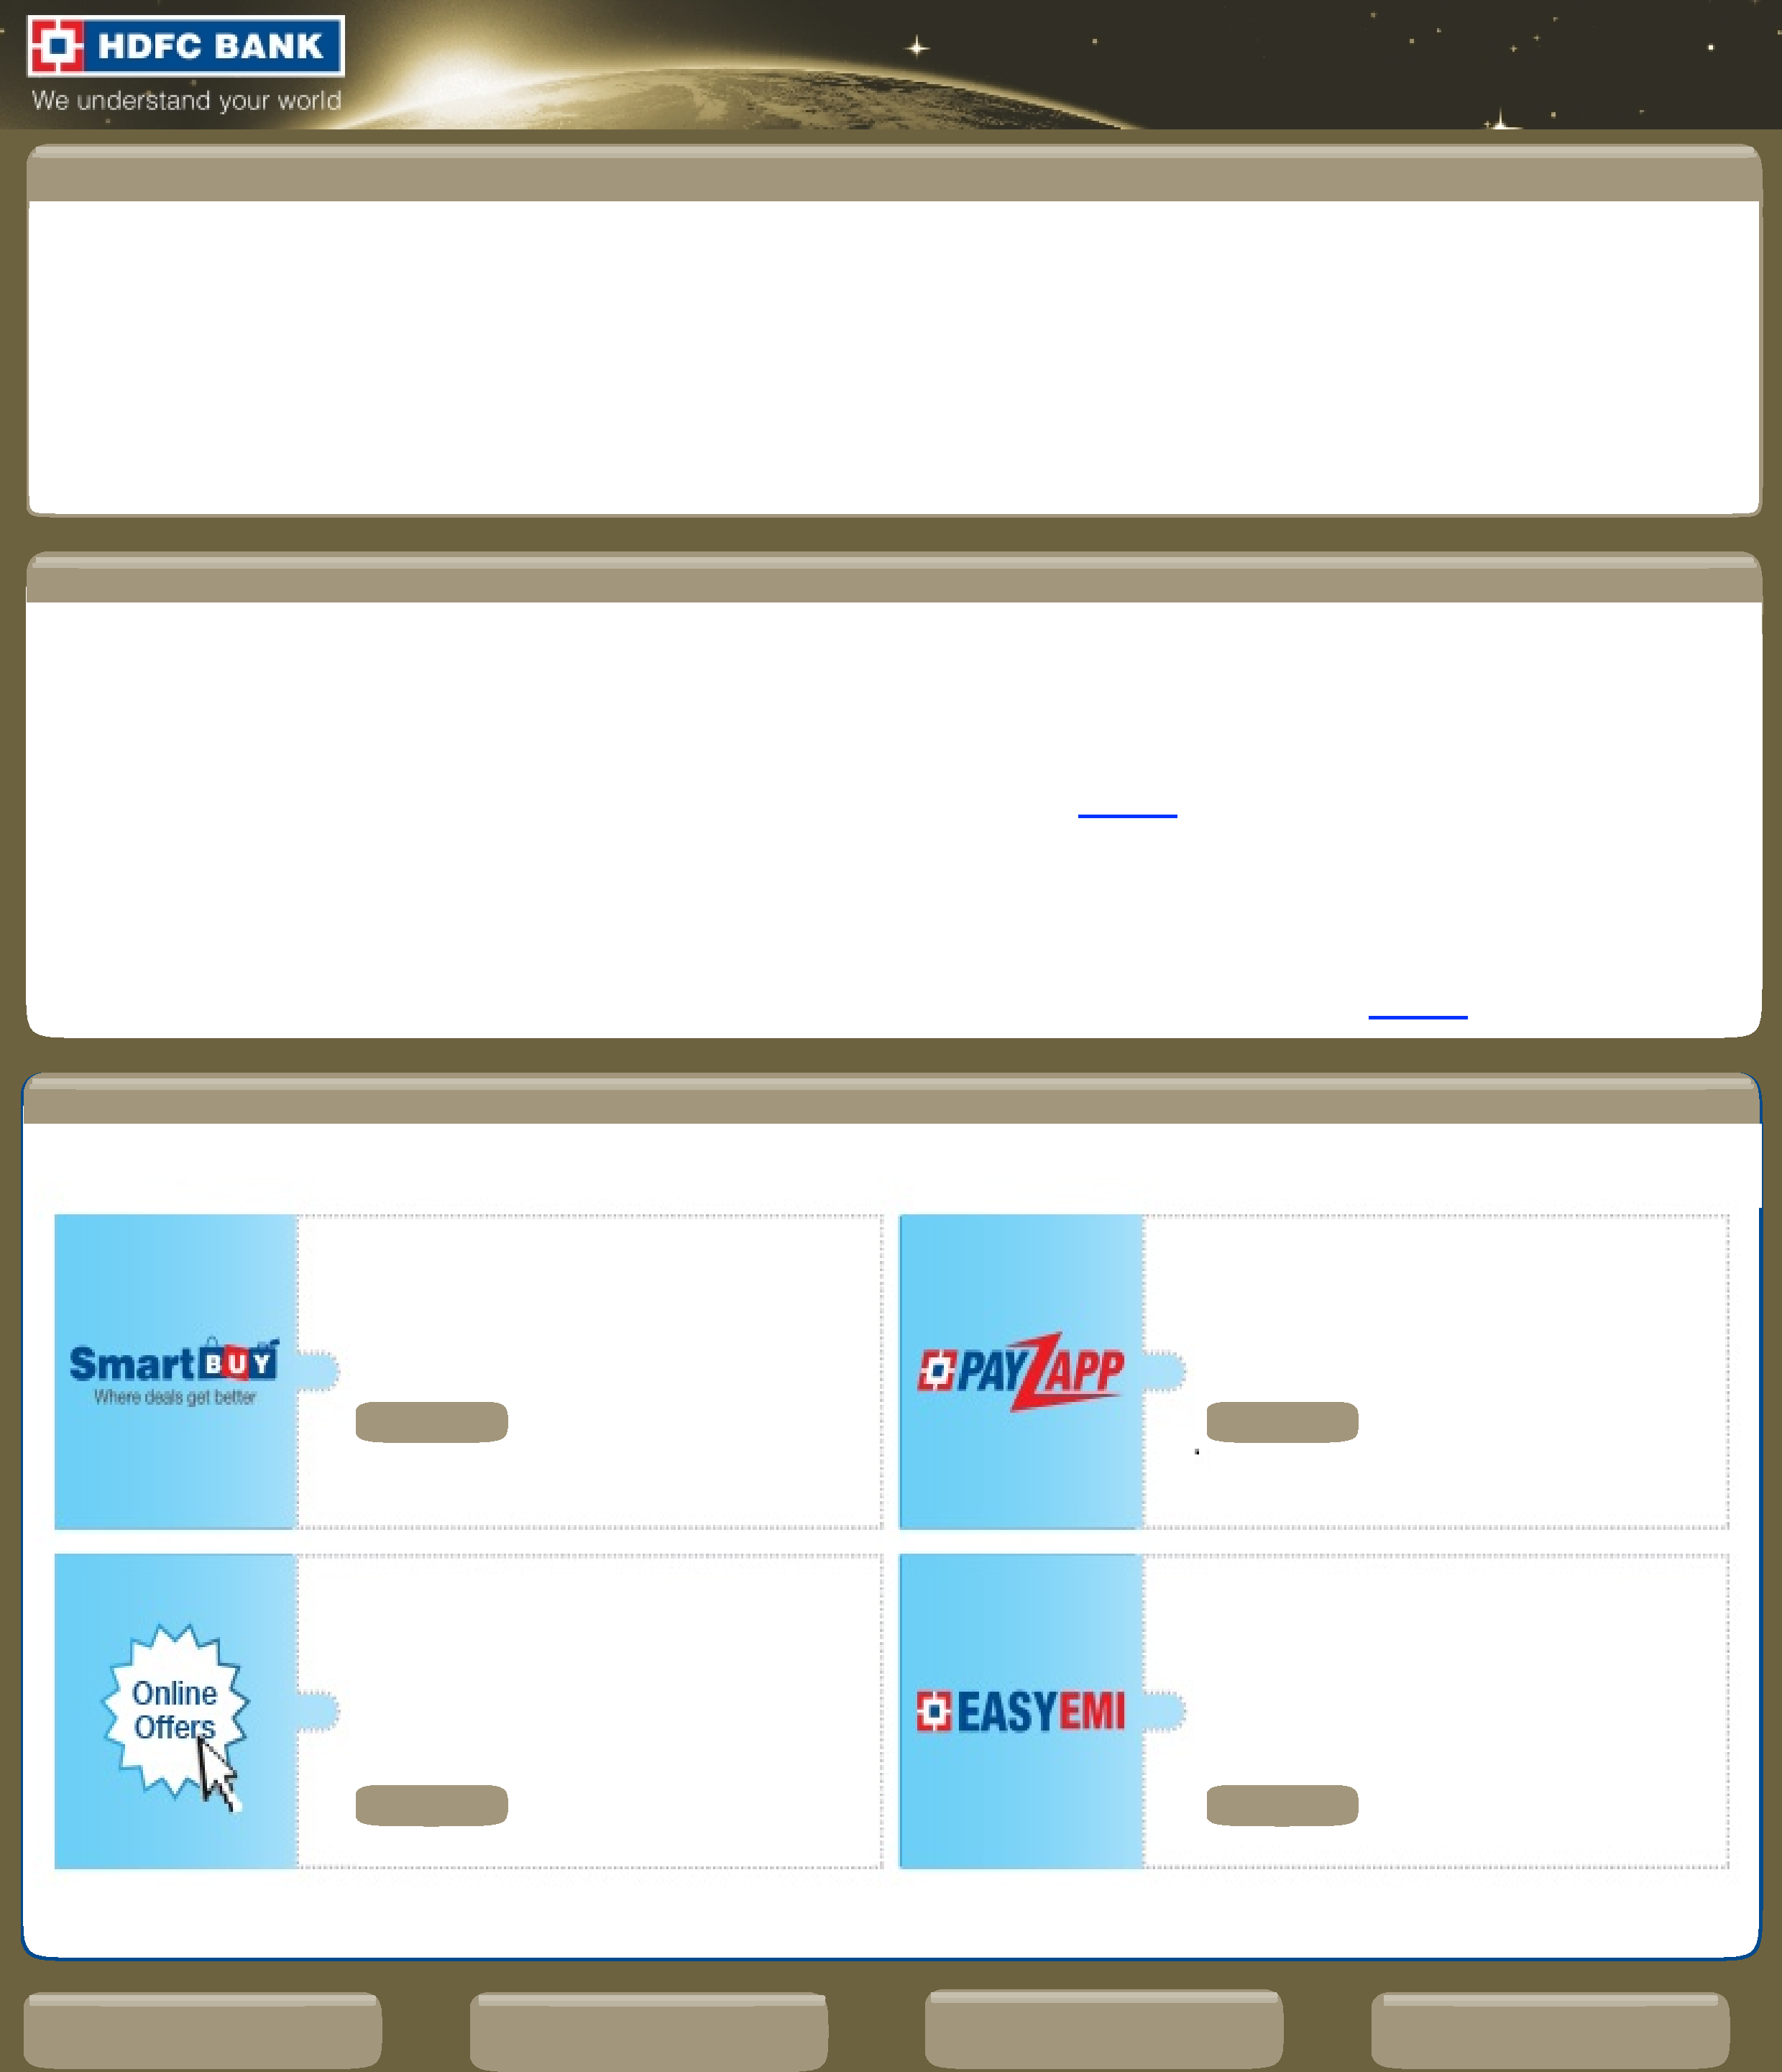 HDFC BANK
We understand your world
SmartBUY
Where deals get better
PAYZAPP
Online
Offers
EASYEMI